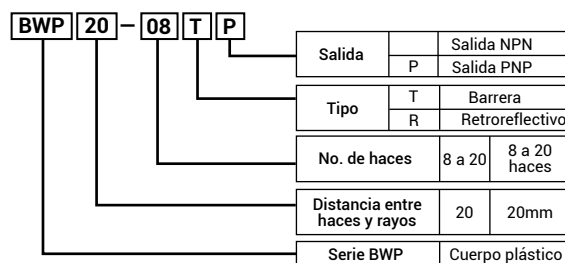 BWP 20 - 08 T P
Salida
Salida NPN
P Salida PNP
Tipo
T Barrera
R Retroreflectivo
No. de haces
8 a 20
8 a 20
haces
Distancia entre
haces y rayos
20
20mm
Serie BWP
Cuerpo plástico